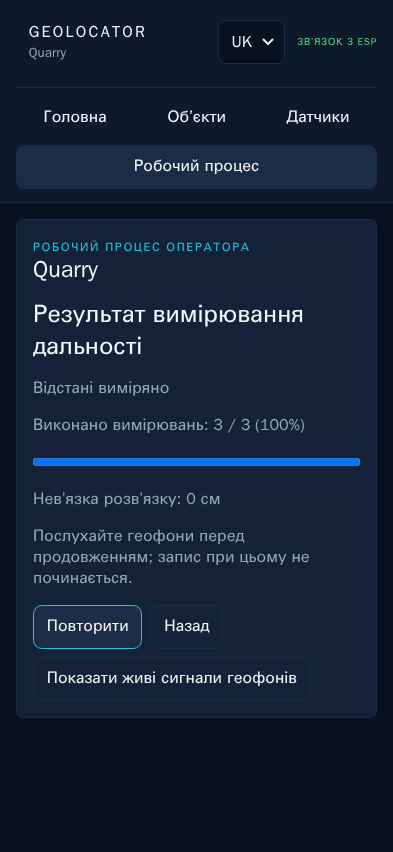 GEOLOCATOR
Quarry
UK
ЗВ'ЯЗОК З ESP
Головна
Об'єкти
Датчики
Робочий процес
РОБОЧИЙ ПРОЦЕС ОПЕРАТОРА
Quarry
Результат вимірювання
дальності
Відстані виміряно
Виконано вимірювань: 3 / 3 (100%)
Нев'язка розв'язку: 0 см
Послухайте геофони перед
продовженням; запис при цьому не
починається.
Повторити
Назад
Показати живі сигнали геофонів